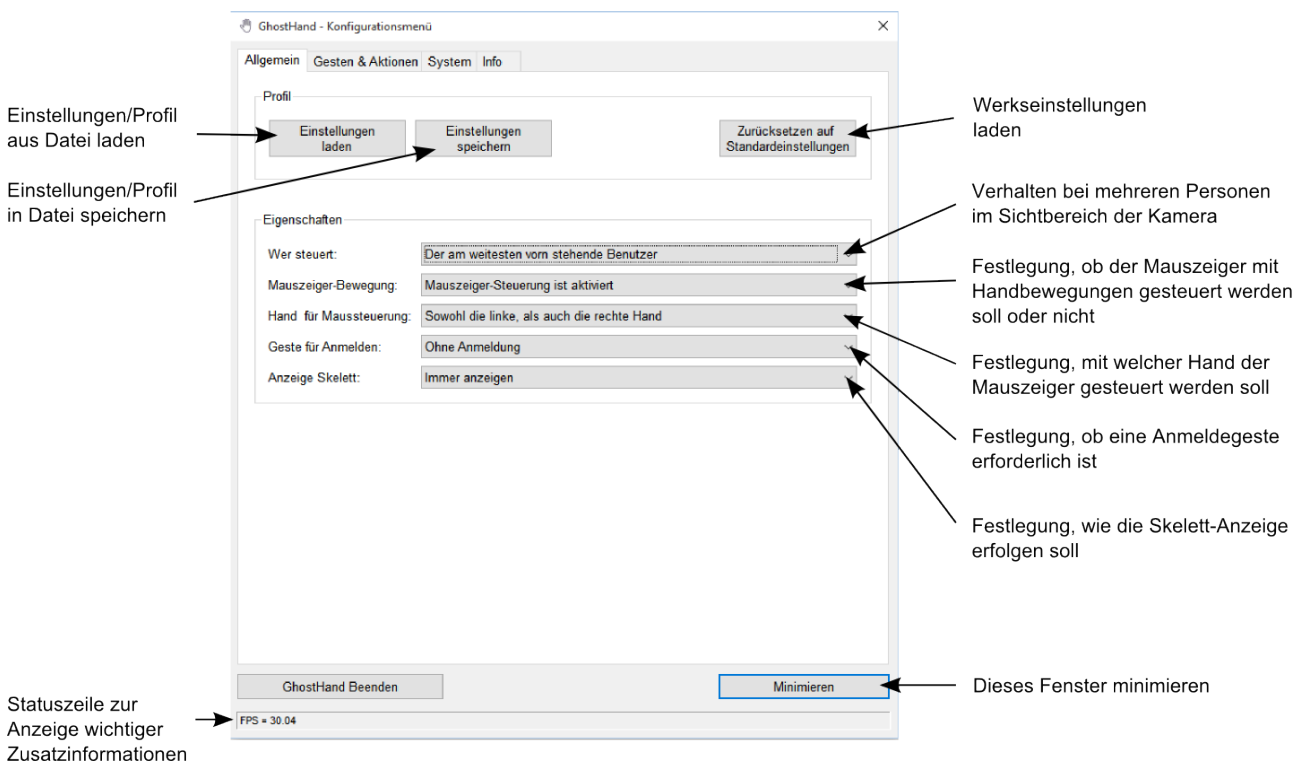 GhostHand - Konfigurationsmenü
Allgemein Gesten & Aktionen System Info
Profil
Einstellungen
laden
Einstellungen
speichern
Zurücksetzen auf
Standardeinstellungen
Eigenschaften
Wer steuert: Der am weitesten vorn stehende Benutzer
Mauszeiger-Bewegung: Mauszeiger-Steuerung ist aktiviert
Hand für Maussteuerung: Sowohl die linke, als auch die rechte Hand
Geste für Anmelden: Ohne Anmeldung
Anzeige Skelett: Immer anzeigen
GhostHand Beenden
Minimieren
FPS = 30.04
Einstellungen/Profil
aus Datei laden
Einstellungen/Profil
in Datei speichern
Statuszeile zur
Anzeige wichtiger
Zusatzinformationen
Werkseinstellungen
laden
Verhalten bei mehreren Personen
im Sichtbereich der Kamera
Festlegung, ob der Mauszeiger mit
Handbewegungen gesteuert werden
soll oder nicht
Festlegung, mit welcher Hand der
Mauszeiger gesteuert werden soll
Festlegung, ob eine Anmeldegeste
erforderlich ist
Festlegung, wie die Skelett-Anzeige
erfolgen soll
Dieses Fenster minimieren